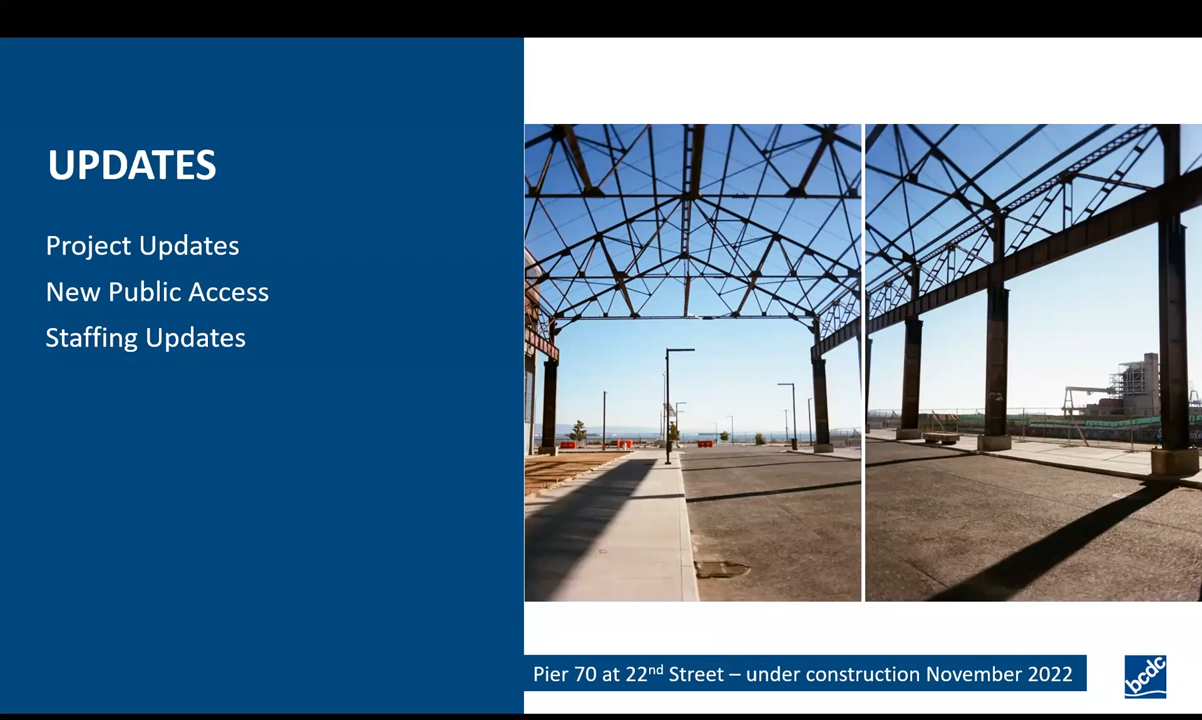 UPDATES
Project Updates
New Public Access
Staffing Updates
Pier 70 at 22nd Street – under construction November 2022
bcdc